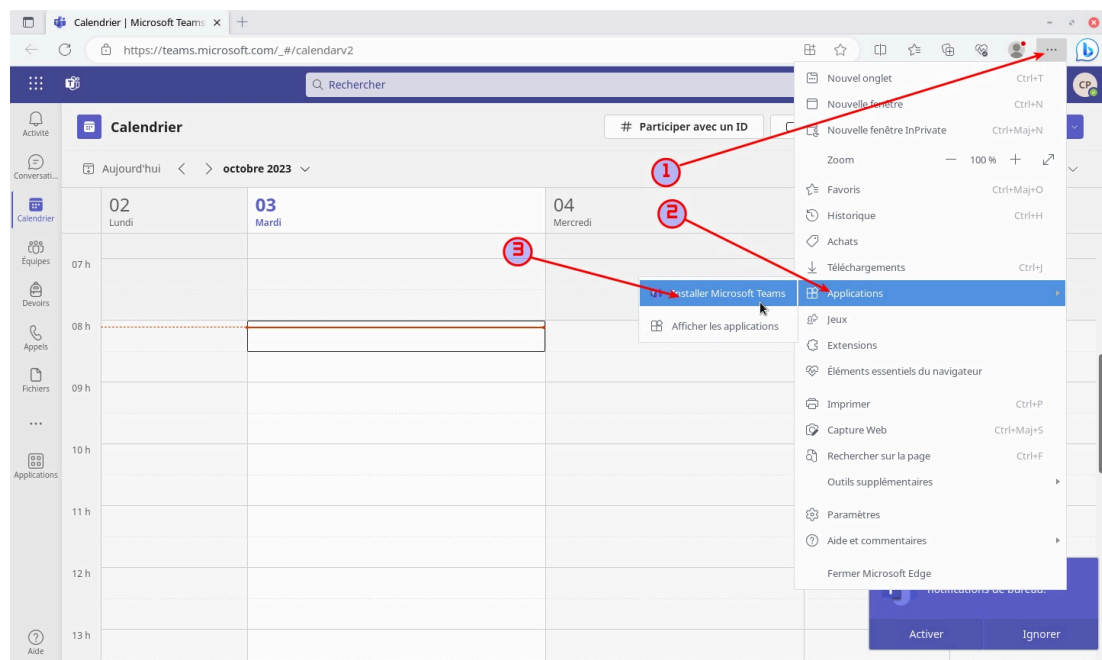 Calendrier | Microsoft Teams
https://teams.microsoft.com/_#/calendarv2
Rechercher
CP
Activité
Conversati...
Calendrier
Équipes
Devoirs
Appels
Fichiers
Applications
Aide
Calendrier
# Participer avec un ID
Aujourd'hui
octobre 2023
02
Lundi
03
Mardi
04
Mercredi
07 h
08 h
09 h
10 h
11 h
12 h
13 h
1
2
3
Installer Microsoft Teams
Afficher les applications
Nouvel onglet Ctrl+T
Nouvelle fenêtre Ctrl+N
Nouvelle fenêtre InPrivate Ctrl+Maj+N
Zoom 100 %
Favoris Ctrl+Maj+O
Historique Ctrl+H
Achats
Téléchargements Ctrl+J
Applications
Jeux
Extensions
Éléments essentiels du navigateur
Imprimer Ctrl+P
Capture Web Ctrl+Maj+S
Rechercher sur la page Ctrl+F
Outils supplémentaires
Paramètres
Aide et commentaires
Fermer Microsoft Edge
notifications de bureau.
Activer Ignorer